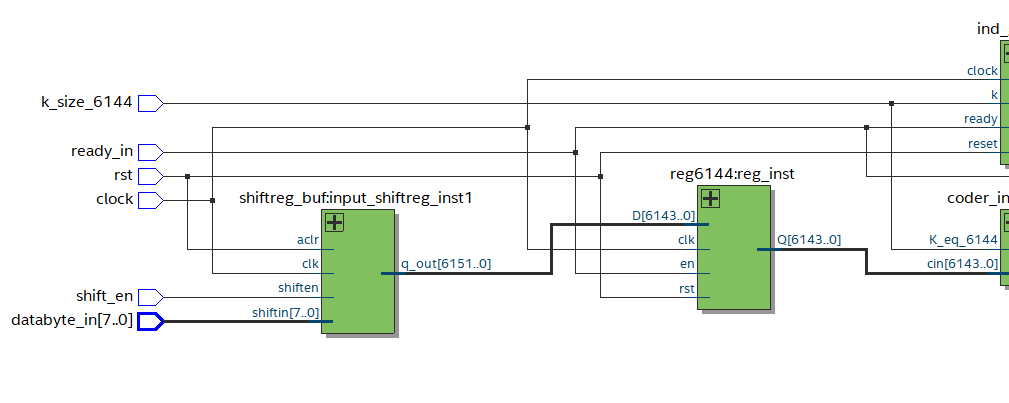 ind_
clock
k_size_6144
k
ready
ready_in
reset
rst
reg6144:reg_inst
clock
shiftreg_buf:input_shiftreg_inst1
coder_in
D[6143..0]
aclr
clk
Q[6143..0]
K_eq_6144
clk
q_out[6151..0]
en
cin[6143..0]
shift_en
shiften
rst
databyte_in[7..0]
shiftin[7..0]